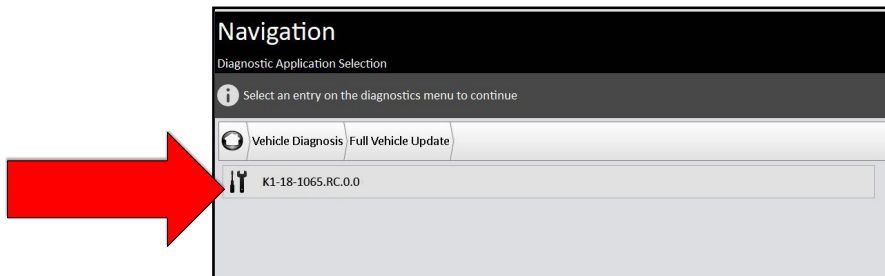 Navigation
Diagnostic Application Selection
Select an entry on the diagnostics menu to continue
Vehicle Diagnosis Full Vehicle Update
K1-18-1065.RC.0.0